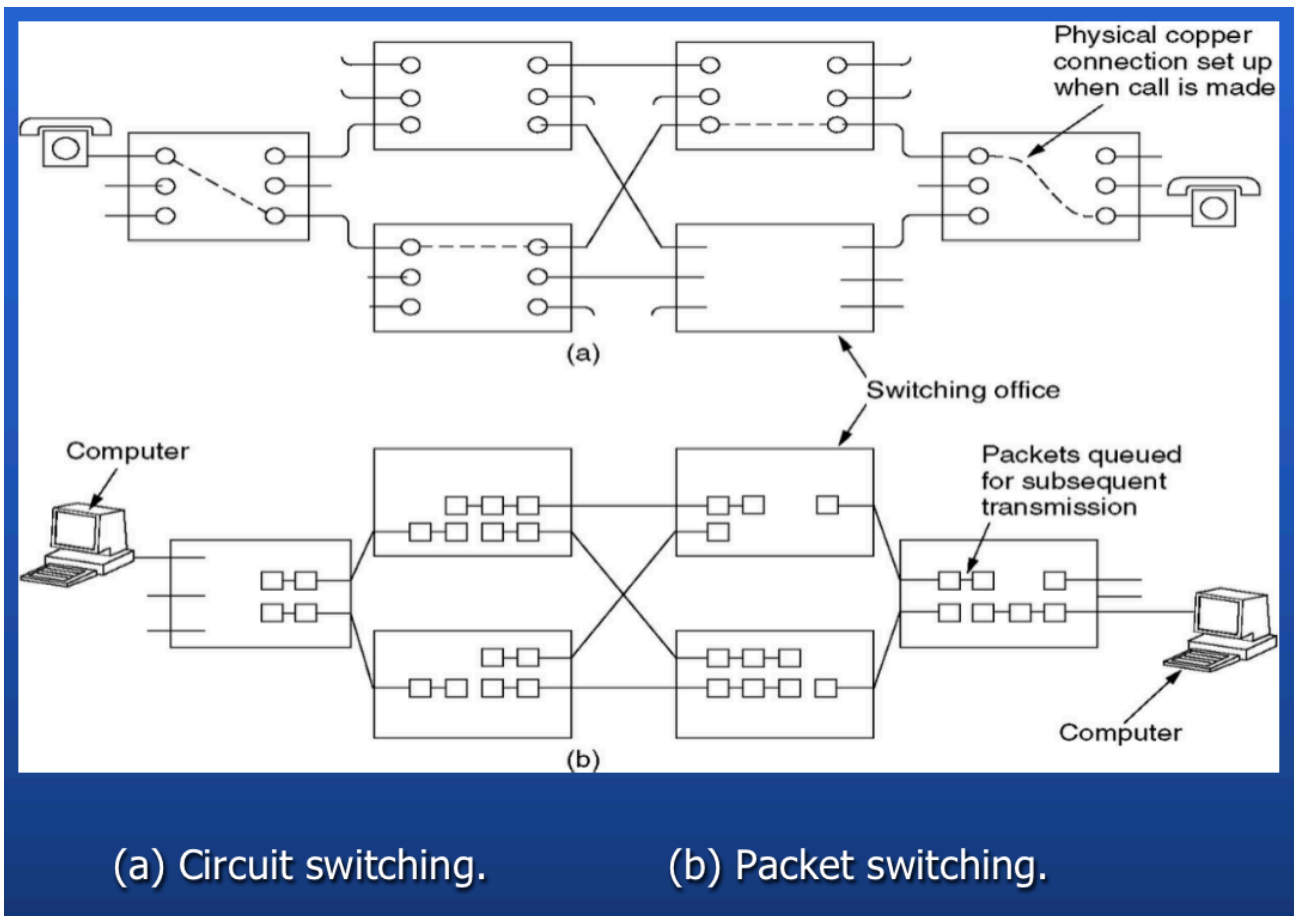 Physical copper
connection set up
when call is made
(a)
Switching office
Computer
Packets queued
for subsequent
transmission
Computer
(b)
(a) Circuit switching.
(b) Packet switching.